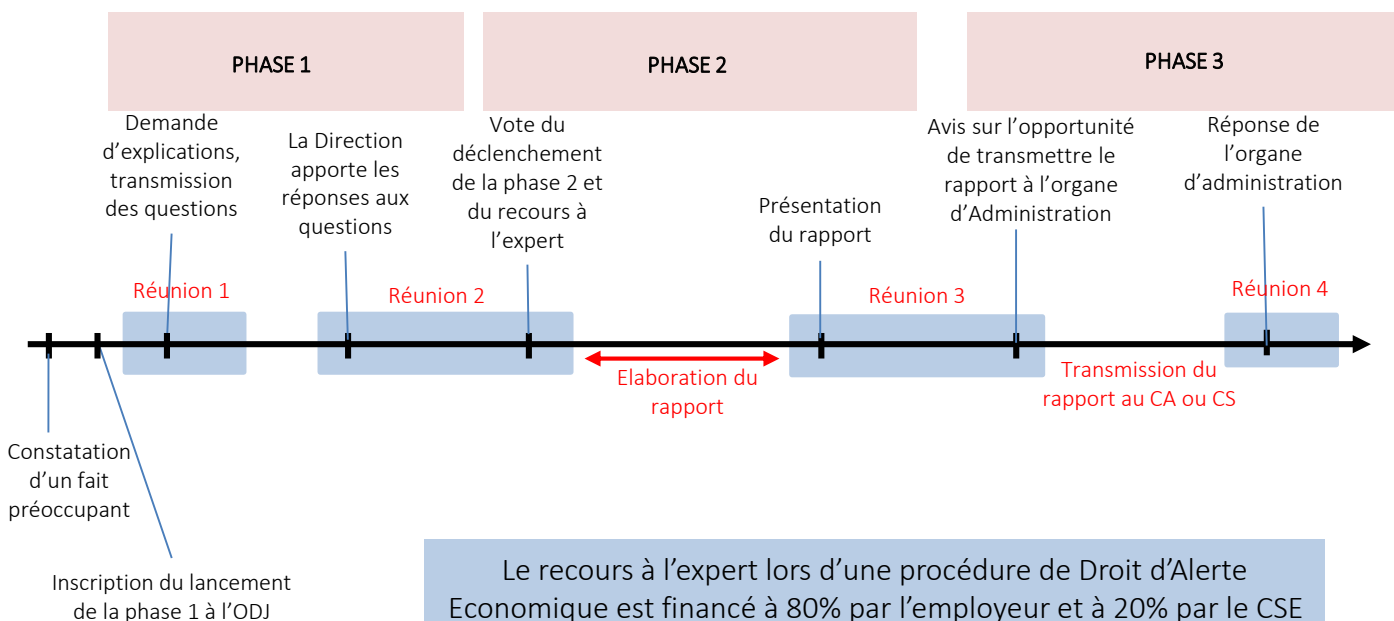 PHASE 1
PHASE 2
PHASE 3
Demande
d’explications,
transmission
des questions
La Direction
apporte les
réponses aux
questions
Vote du
déclenchement
de la phase 2 et
du recours à
l’expert
Présentation
du rapport
Avis sur l’opportunité
de transmettre le
rapport à l’organe
d’Administration
Réponse de
l’organe
d’administration
Réunion 1
Réunion 2
Réunion 3
Réunion 4
Elaboration du
rapport
Transmission du
rapport au CA ou CS
Constatation
d’un fait
préoccupant
Inscription du lancement
de la phase 1 à l’ODJ
Le recours à l’expert lors d’une procédure de Droit d’Alerte
Economique est financé à 80% par l’employeur et à 20% par le CSE